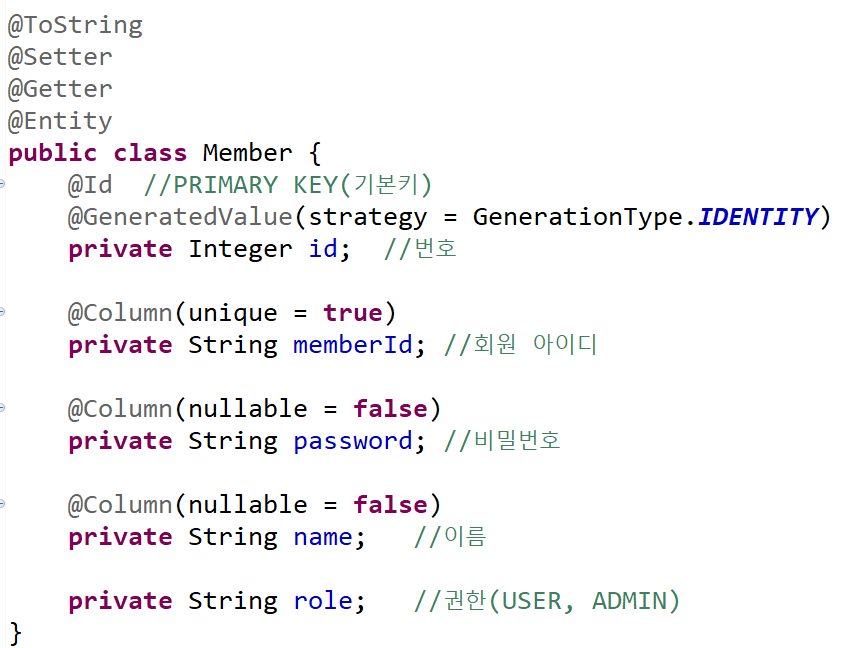 @ToString
@Setter
@Getter
@Entity
public class Member {
@Id //PRIMARY KEY(기본키)
@GeneratedValue(strategy = GenerationType.IDENTITY)
private Integer id; //번호
@Column(unique = true)
private String memberId; //회원 아이디
@Column(nullable = false)
private String password; //비밀번호
@Column(nullable = false)
private String name; //이름
private String role; //권한(USER, ADMIN)
}